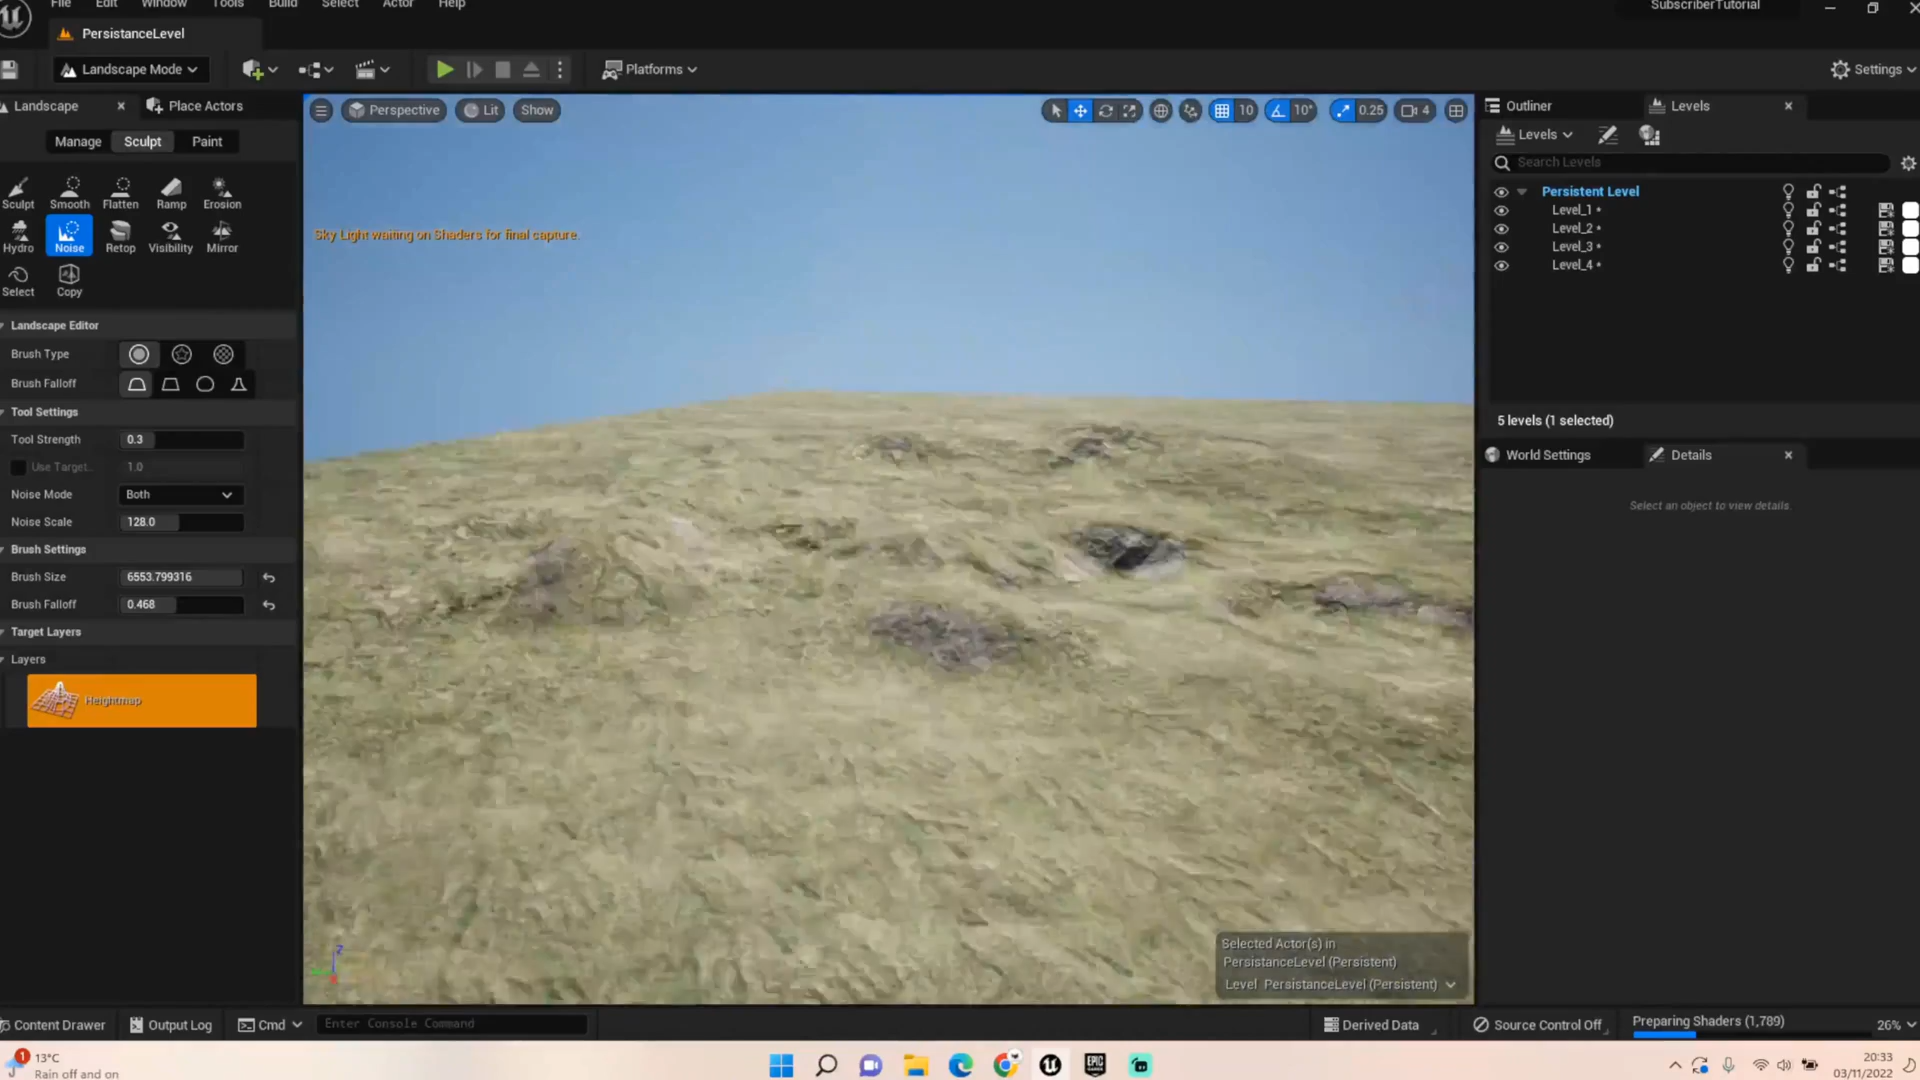 File Edit Window Tools Build Select Actor Help
SubscriberTutorial
PersistanceLevel
Landscape Mode
Platforms
Settings
Landscape
Place Actors
Perspective
Lit
Show
10
10°
0.25
4
Outliner
Levels
Manage
Sculpt
Paint
Levels
Search Levels
Sculpt Smooth Flatten Ramp Erosion
Hydro Noise Retop Visibility Mirror
Select Copy
Sky Light waiting on Shaders for final capture.
Persistent Level
Level_1 *
Level_2 *
Level_3 *
Level_4 *
Landscape Editor
Brush Type
Brush Falloff
Tool Settings
Tool Strength 0.3
Use Target.. 1.0
Noise Mode Both
Noise Scale 128.0
Brush Settings
Brush Size 6553.799316
Brush Falloff 0.468
Target Layers
Layers
Heightmap
5 levels (1 selected)
World Settings
Details
Select an object to view details.
Z
Selected Actor(s) in
PersistanceLevel (Persistent)
Level PersistanceLevel (Persistent)
Content Drawer
Output Log
Cmd
Enter Console Command
Derived Data
Source Control Off
Preparing Shaders (1,789)
26%
1
13°C
Rain off and on
EPIC
GAMES
20:33
03/11/2022